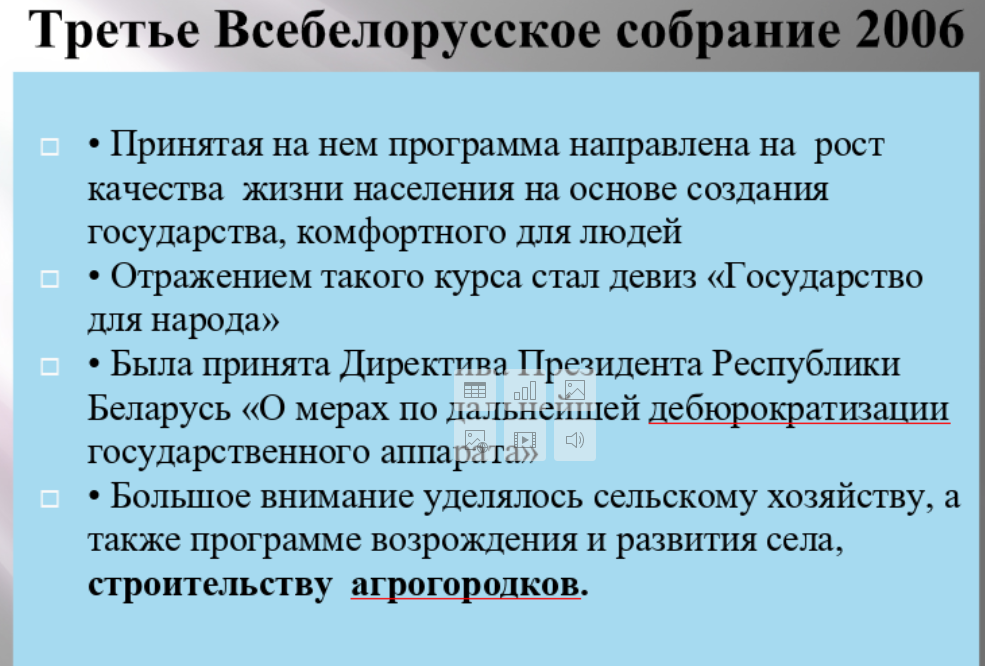 Третье Всебелорусское собрание 2006
• Принятая на нем программа направлена на рост
качества жизни населения на основе создания
государства, комфортного для людей
• Отражением такого курса стал девиз «Государство
для народа»
• Была принята Директива Президента Республики
Беларусь «О мерах по дальнейшей дебюрократизации
государственного аппарата»
• Большое внимание уделялось сельскому хозяйству, а
также программе возрождения и развития села,
строительству агрогородков.